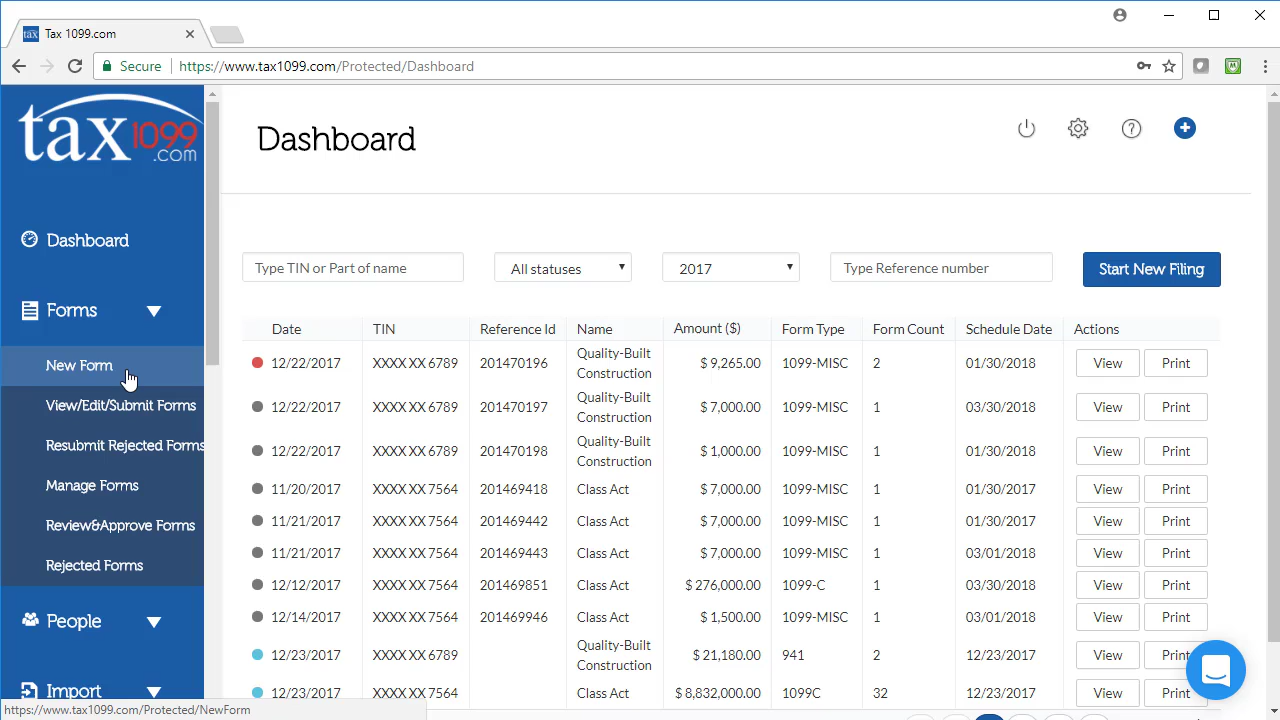 tax Tax 1099.com
Secure https://www.tax1099.com/Protected/Dashboard
tax1099
.com
Dashboard
Dashboard
Forms
New Form
View/Edit/Submit Forms
Resubmit Rejected Forms
Manage Forms
Review&Approve Forms
Rejected Forms
People
Import
Type TIN or Part of name All statuses 2017 Type Reference number Start New Filing
Date TIN Reference Id Name Amount ($) Form Type Form Count Schedule Date Actions
12/22/2017 XXXX XX 6789 201470196 Quality-Built Construction $ 9,265.00 1099-MISC 2 01/30/2018 View Print
12/22/2017 XXXX XX 6789 201470197 Quality-Built Construction $ 7,000.00 1099-MISC 1 03/30/2018 View Print
12/22/2017 XXXX XX 6789 201470198 Quality-Built Construction $ 1,000.00 1099-MISC 1 03/30/2018 View Print
11/20/2017 XXXX XX 7564 201469418 Class Act $ 7,000.00 1099-MISC 1 01/30/2017 View Print
11/21/2017 XXXX XX 7564 201469442 Class Act $ 7,000.00 1099-MISC 1 01/30/2017 View Print
11/21/2017 XXXX XX 7564 201469443 Class Act $ 7,000.00 1099-MISC 1 03/01/2018 View Print
12/12/2017 XXXX XX 7564 201469851 Class Act $ 276,000.00 1099-C 1 03/30/2018 View Print
12/14/2017 XXXX XX 7564 201469946 Class Act $ 1,500.00 1099-MISC 1 03/01/2018 View Print
12/23/2017 XXXX XX 6789 Quality-Built Construction $ 21,180.00 941 2 12/23/2017 View Print
12/23/2017 XXXX XX 7564 Class Act $ 8,832,000.00 1099C 32 12/23/2017 View Print
https://www.tax1099.com/Protected/NewForm